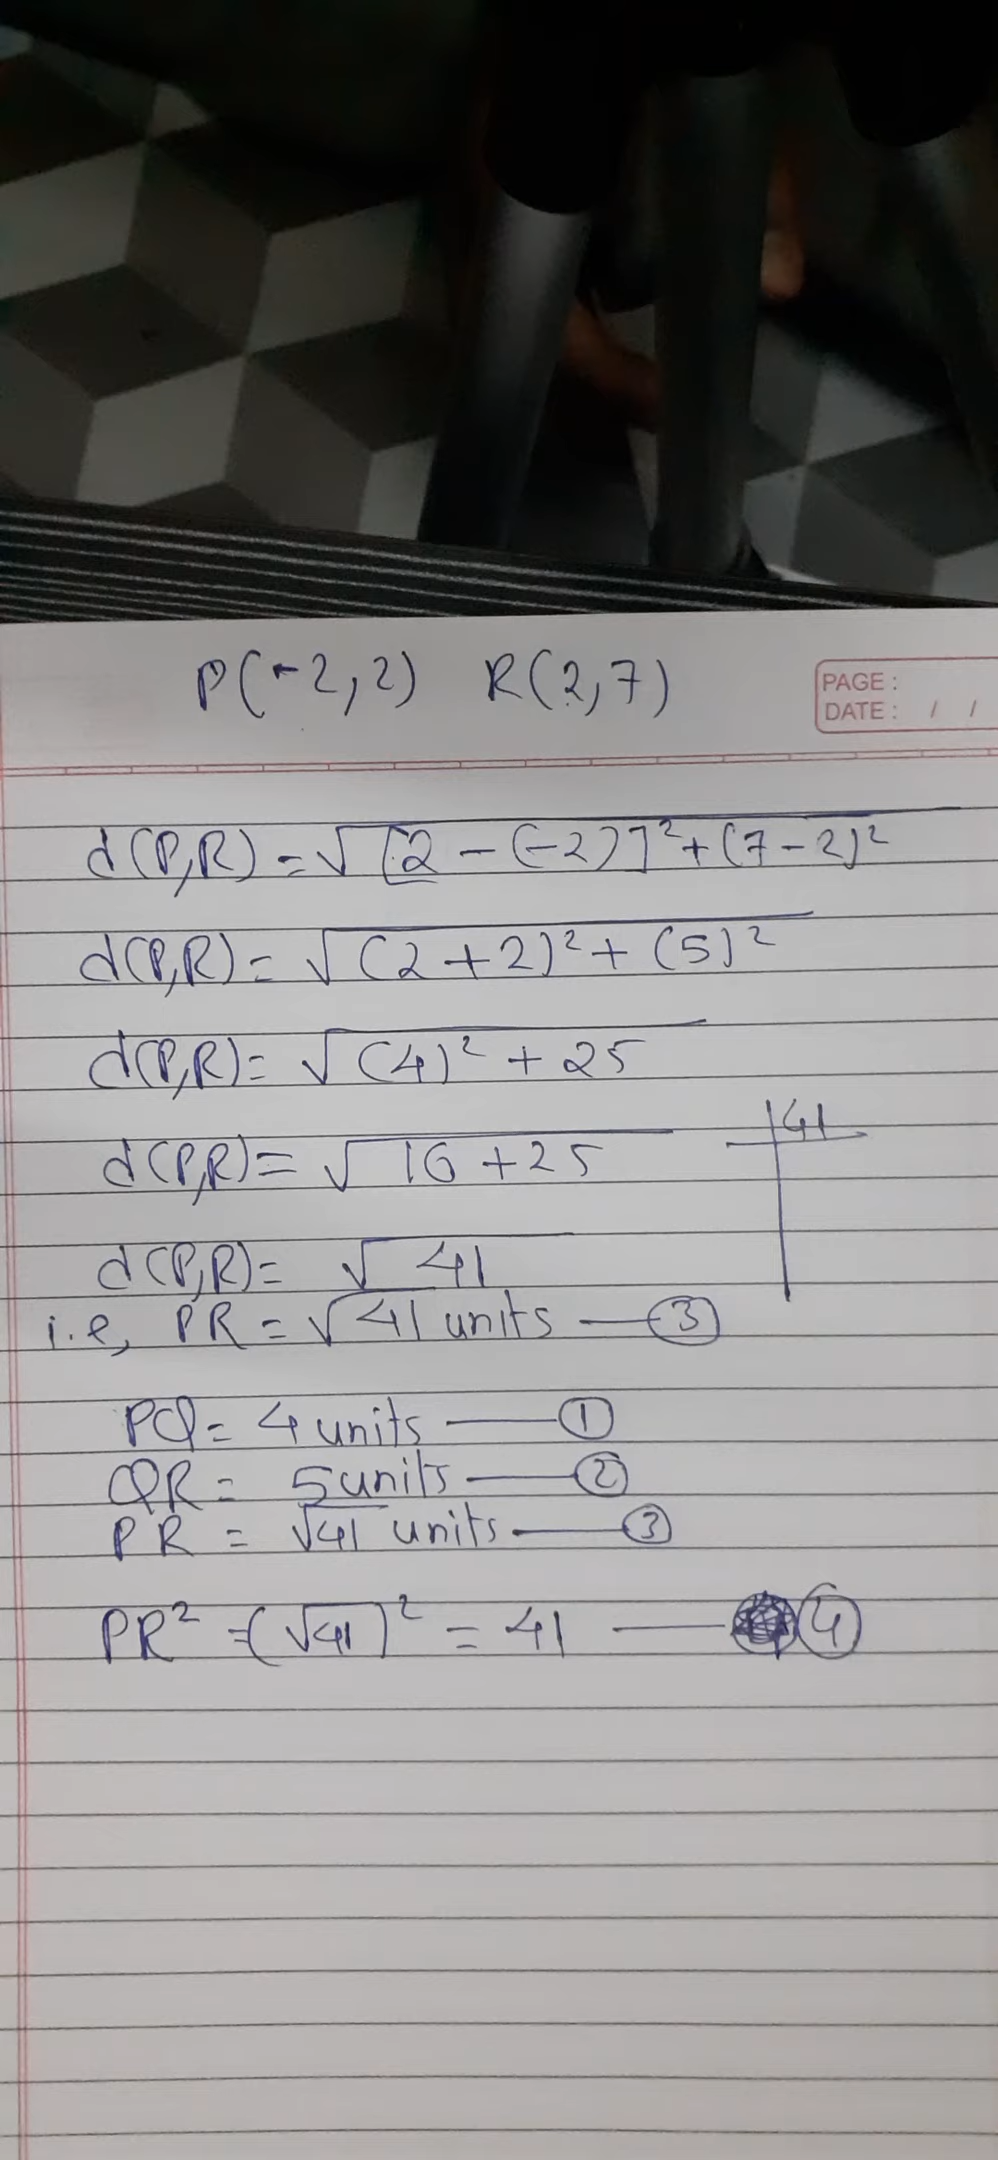 P(-2,2) R(2,7)
PAGE :
DATE : / /
d(P,R) = √[2-(-2)]²+(7-2)²
d(P,R) = √(2+2)²+(5)²
d(P,R) = √(4)²+25
41
d(P,R) = √16+25
d(P,R) = √41
i.e, PR = √41 units — ③
PQ = 4 units — ①
QR = 5 units — ②
PR = √41 units — ③
PR² = (√41)² = 41 — ④